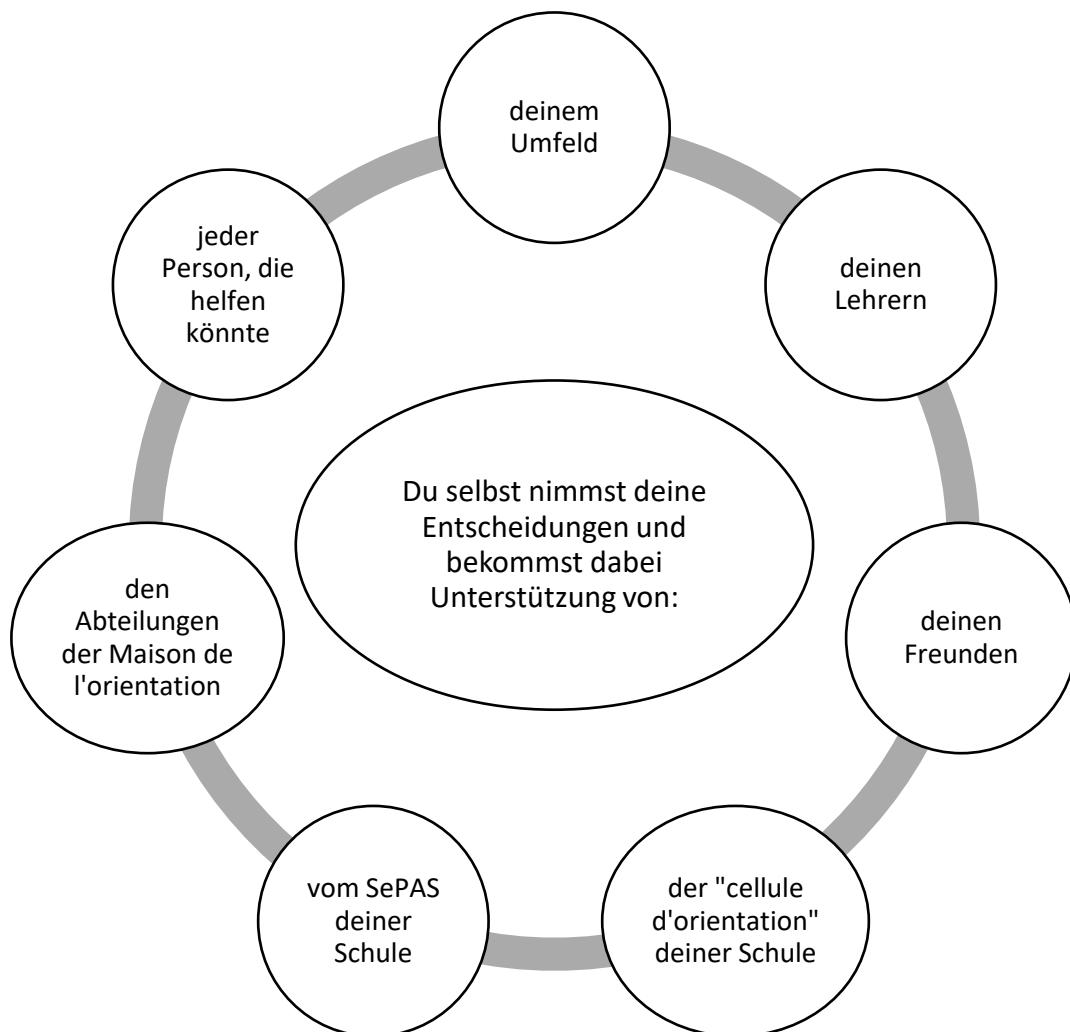 deinem
Umfeld
deinen
Lehrern
deinen
Freunden
der "cellule
d'orientation"
deiner Schule
vom SePAS
deiner
Schule
den
Abteilungen
der Maison de
l'orientation
jeder
Person, die
helfen
könnte
Du selbst nimmst deine
Entscheidungen und
bekommst dabei
Unterstützung von: